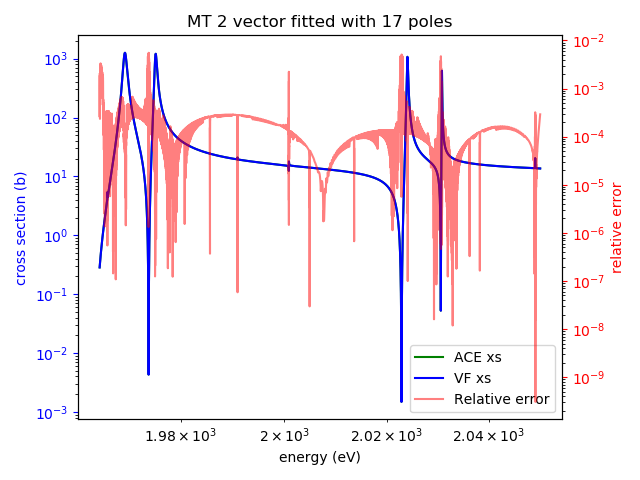 MT 2 vector fitted with 17 poles
cross section (b)
10³
10²
10¹
10⁰
10⁻¹
10⁻²
10⁻³
10⁻²
10⁻³
10⁻⁴
10⁻⁵
10⁻⁶
10⁻⁷
10⁻⁸
10⁻⁹
relative error
ACE xs
VF xs
Relative error
1.98 × 10³
2 × 10³
2.02 × 10³
2.04 × 10³
energy (eV)